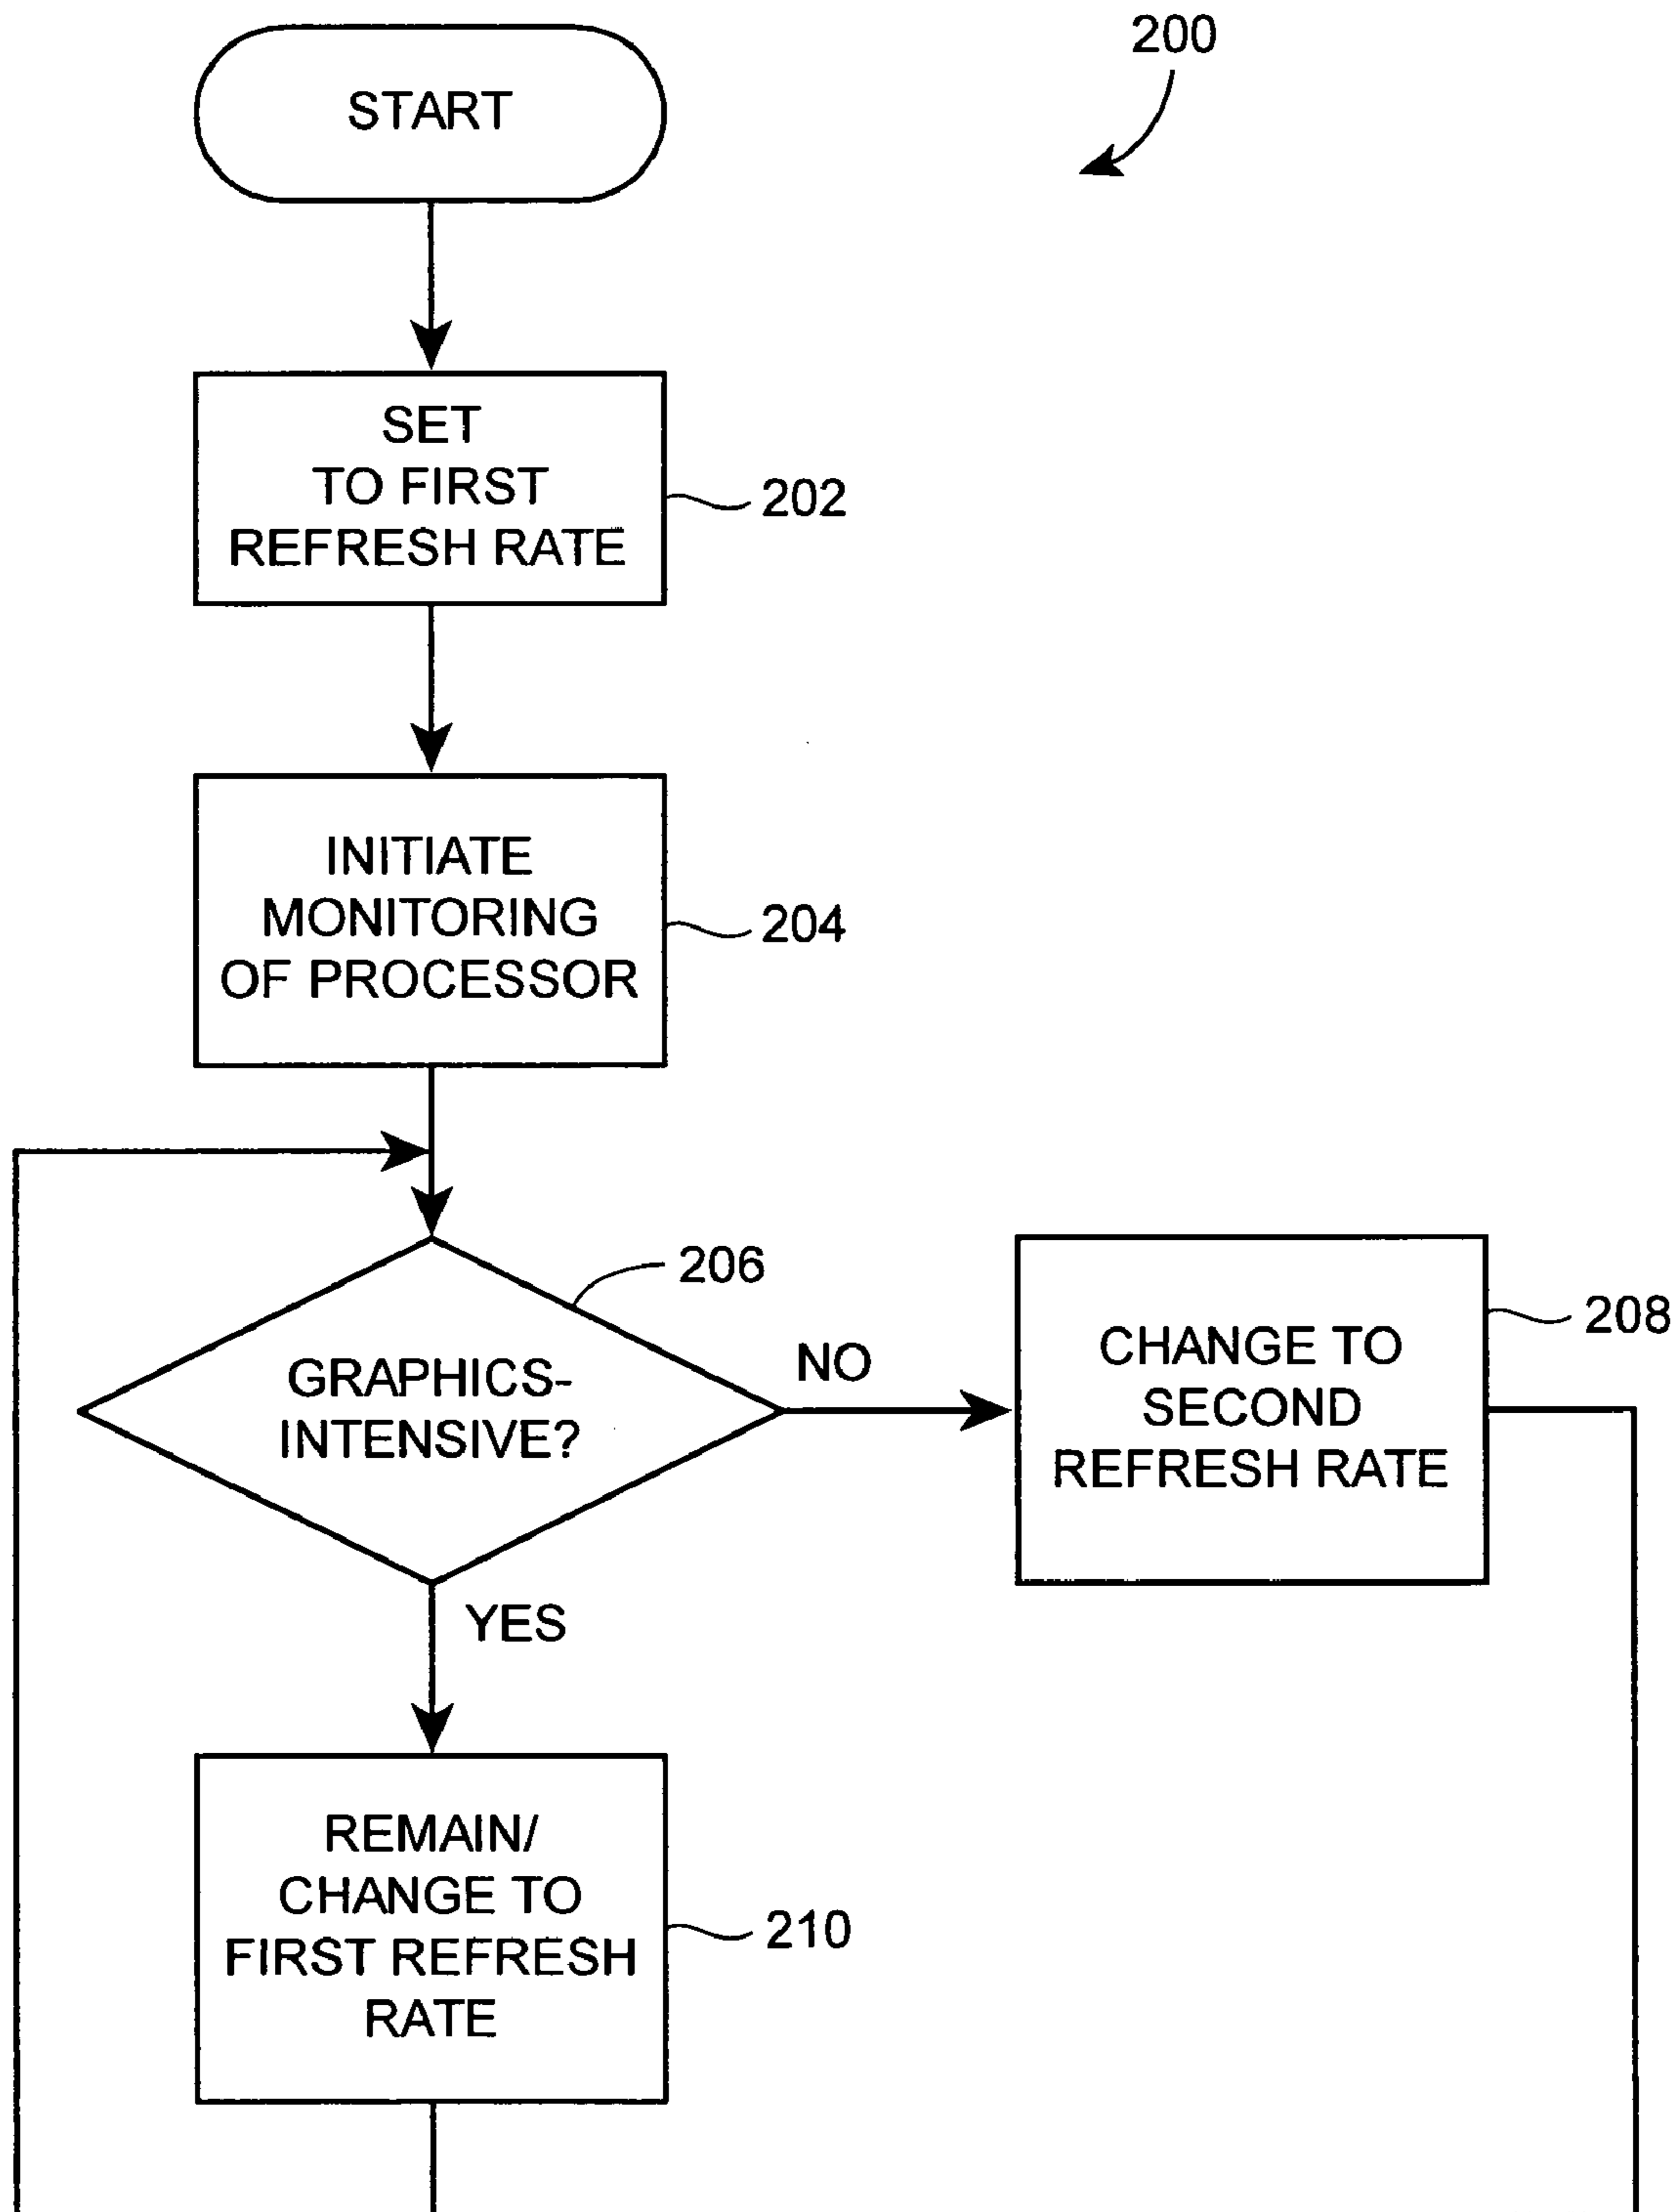 200
START
SET
TO FIRST
REFRESH RATE
202
INITIATE
MONITORING
OF PROCESSOR
204
206
GRAPHICS-
INTENSIVE?
NO
CHANGE TO
SECOND
REFRESH RATE
208
YES
REMAIN/
CHANGE TO
FIRST REFRESH
RATE
210